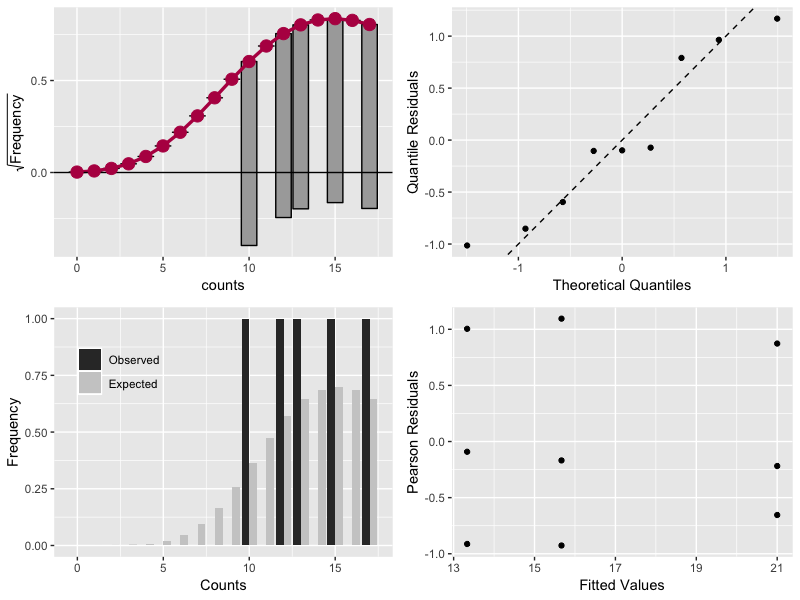 0.5
0.0
√Frequency
0 5 10 15
counts
1.0
0.5
0.0
-0.5
-1.0
Quantile Residuals
-1 0 1
Theoretical Quantiles
1.00
0.75
0.50
0.25
0.00
Frequency
Observed
Expected
0 5 10 15
Counts
1.0
0.5
0.0
-0.5
-1.0
Pearson Residuals
13 15 17 19 21
Fitted Values